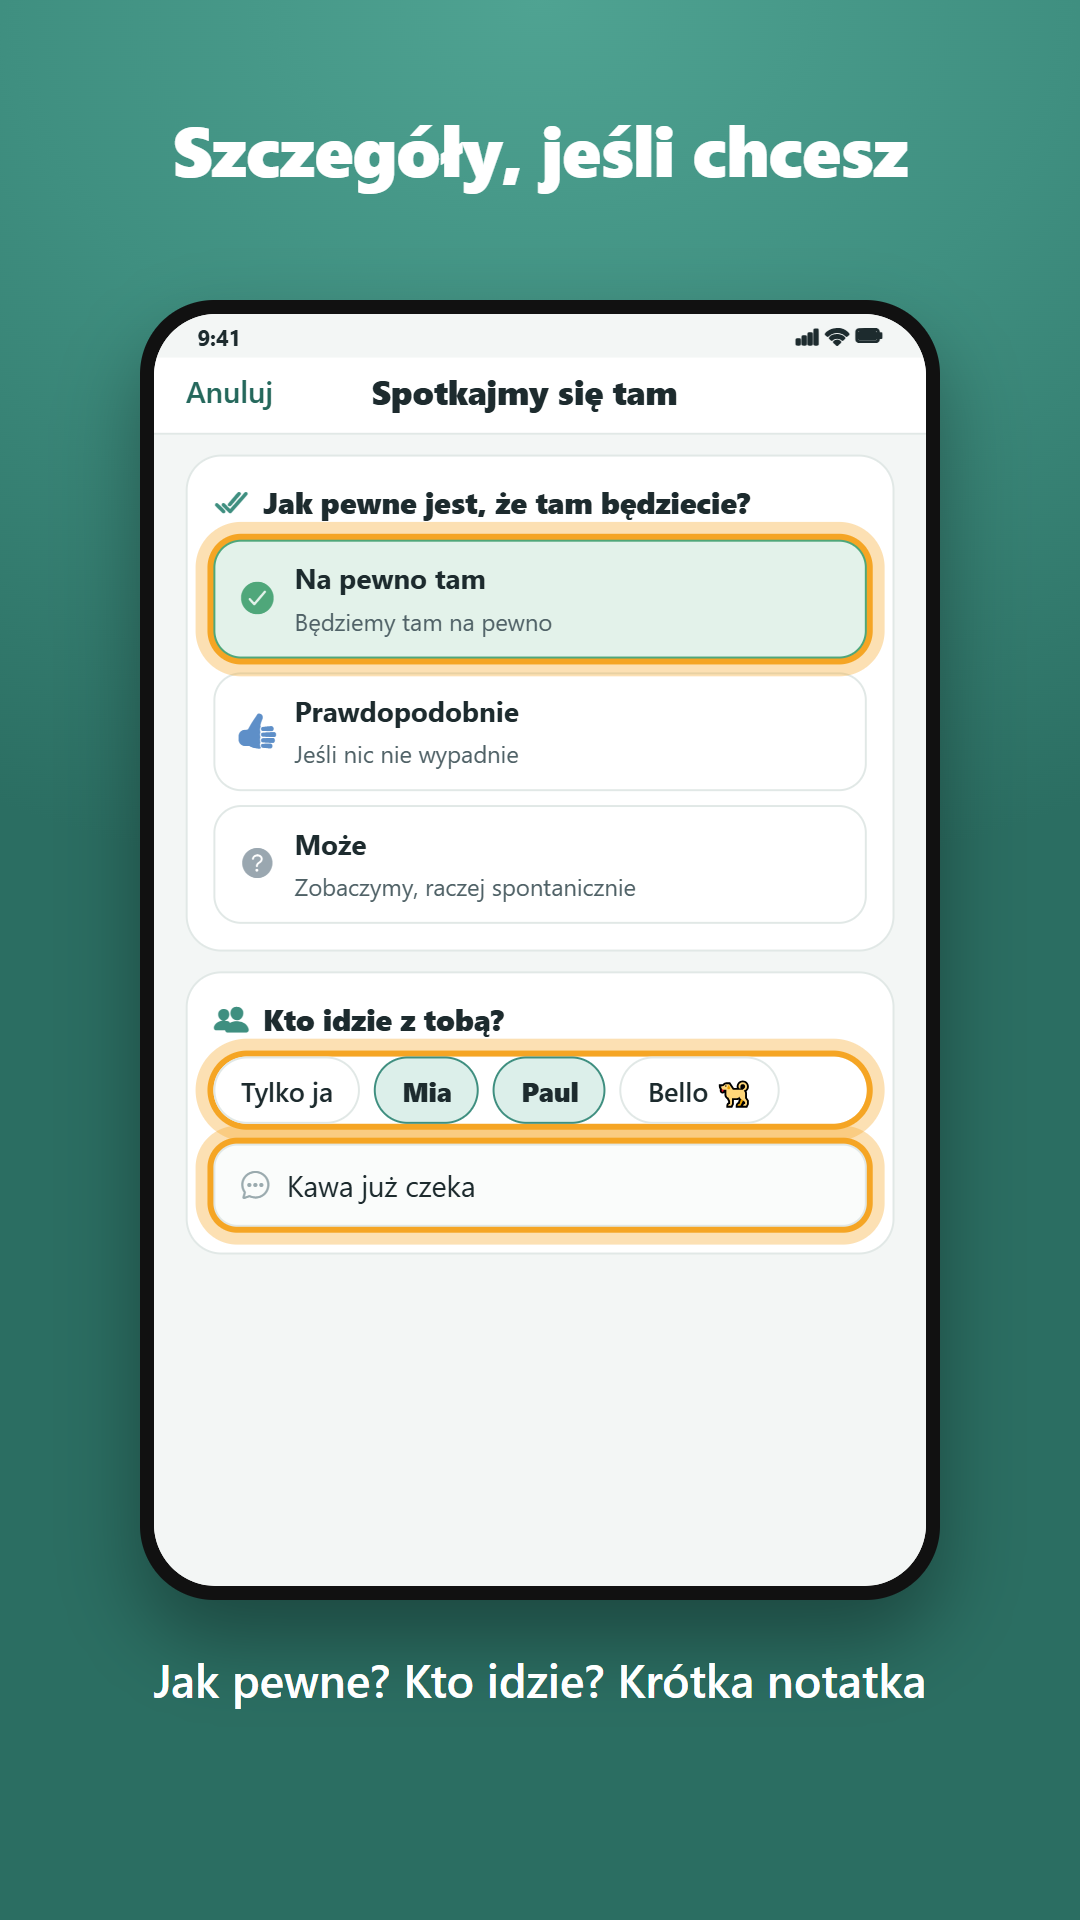 Szczegóły, jeśli chcesz
9:41
Anuluj
Spotkajmy się tam
Jak pewne jest, że tam będziecie?
Na pewno tam
Będziemy tam na pewno
Prawdopodobnie
Jeśli nic nie wypadnie
Może
Zobaczymy, raczej spontanicznie
Kto idzie z tobą?
Tylko ja
Mia
Paul
Bello 🐕
Kawa już czeka
Jak pewne? Kto idzie? Krótka notatka